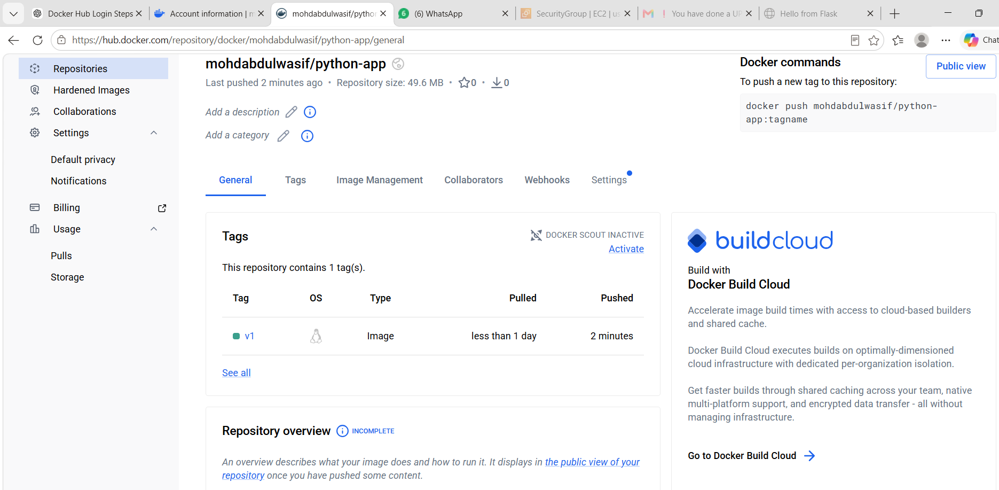 Docker Hub Login Steps
Account information | m
mohdabdulwasif/pythor
(6) WhatsApp
SecurityGroup | EC2 | us
You have done a UP
Hello from Flask
https://hub.docker.com/repository/docker/mohdabdulwasif/python-app/general
Chat
Repositories
Hardened Images
Collaborations
Settings
Default privacy
Notifications
Billing
Usage
Pulls
Storage
mohdabdulwasif/python-app
Last pushed 2 minutes ago • Repository size: 49.6 MB • 0 • 0
Add a description
Add a category
Docker commands
Public view
To push a new tag to this repository:
docker push mohdabdulwasif/python-
app:tagname
General
Tags
Image Management
Collaborators
Webhooks
Settings
Tags
DOCKER SCOUT INACTIVE
Activate
This repository contains 1 tag(s).
Tag OS Type Pulled Pushed
v1 Image less than 1 day 2 minutes
See all
Repository overview INCOMPLETE
An overview describes what your image does and how to run it. It displays in the public view of your
repository once you have pushed some content.
buildcloud
Build with
Docker Build Cloud
Accelerate image build times with access to cloud-based builders
and shared cache.
Docker Build Cloud executes builds on optimally-dimensioned
cloud infrastructure with dedicated per-organization isolation.
Get faster builds through shared caching across your team, native
multi-platform support, and encrypted data transfer - all without
managing infrastructure.
Go to Docker Build Cloud